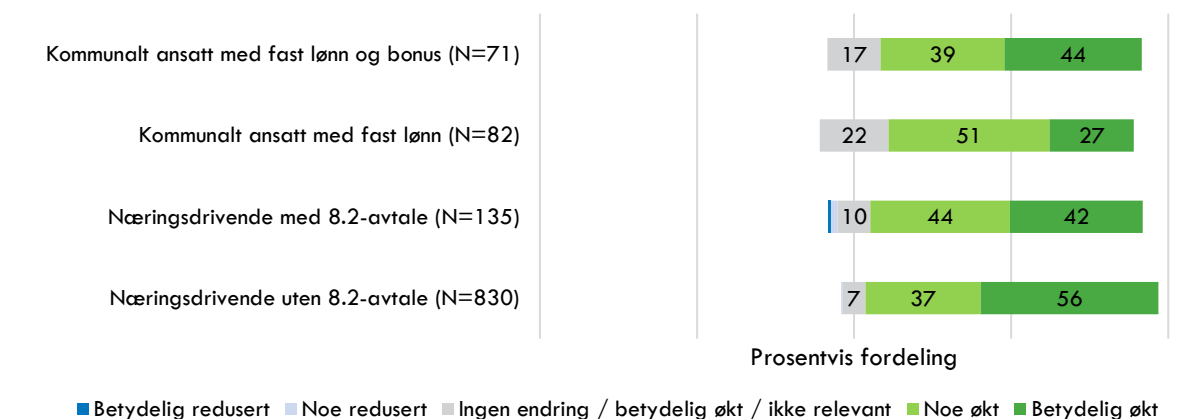 Kommunalt ansatt med fast lønn og bonus (N=71) 17 39 44
Kommunalt ansatt med fast lønn (N=82) 22 51 27
Næringsdrivende med 8.2-avtale (N=135) 10 44 42
Næringsdrivende uten 8.2-avtale (N=830) 7 37 56
Prosentvis fordeling
Betydelig redusert Noe redusert Ingen endring / betydelig økt / ikke relevant Noe økt Betydelig økt